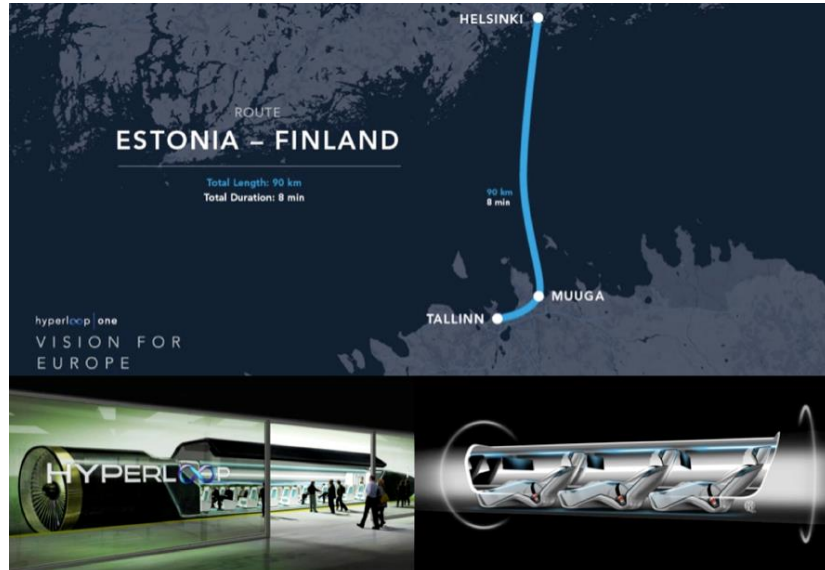 HELSINKI
ROUTE
ESTONIA – FINLAND
Total Length: 90 km
Total Duration: 8 min
90 km
8 min
MUUGA
TALLINN
hyperloop | one
VISION FOR
EUROPE
HYPERLOOP